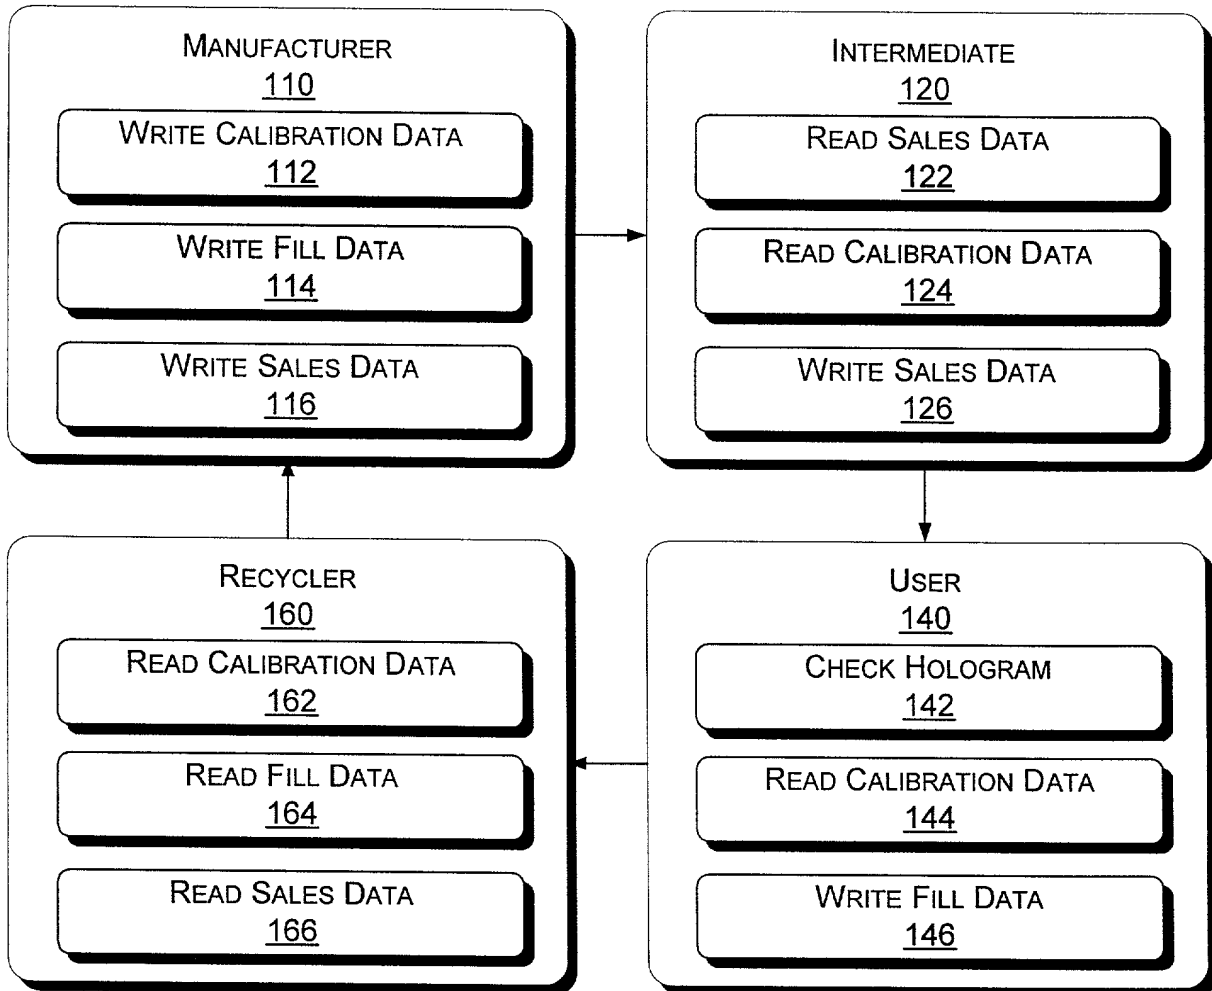 MANUFACTURER
110
WRITE CALIBRATION DATA
112
WRITE FILL DATA
114
WRITE SALES DATA
116
INTERMEDIATE
120
READ SALES DATA
122
READ CALIBRATION DATA
124
WRITE SALES DATA
126
RECYCLER
160
READ CALIBRATION DATA
162
READ FILL DATA
164
READ SALES DATA
166
USER
140
CHECK HOLOGRAM
142
READ CALIBRATION DATA
144
WRITE FILL DATA
146